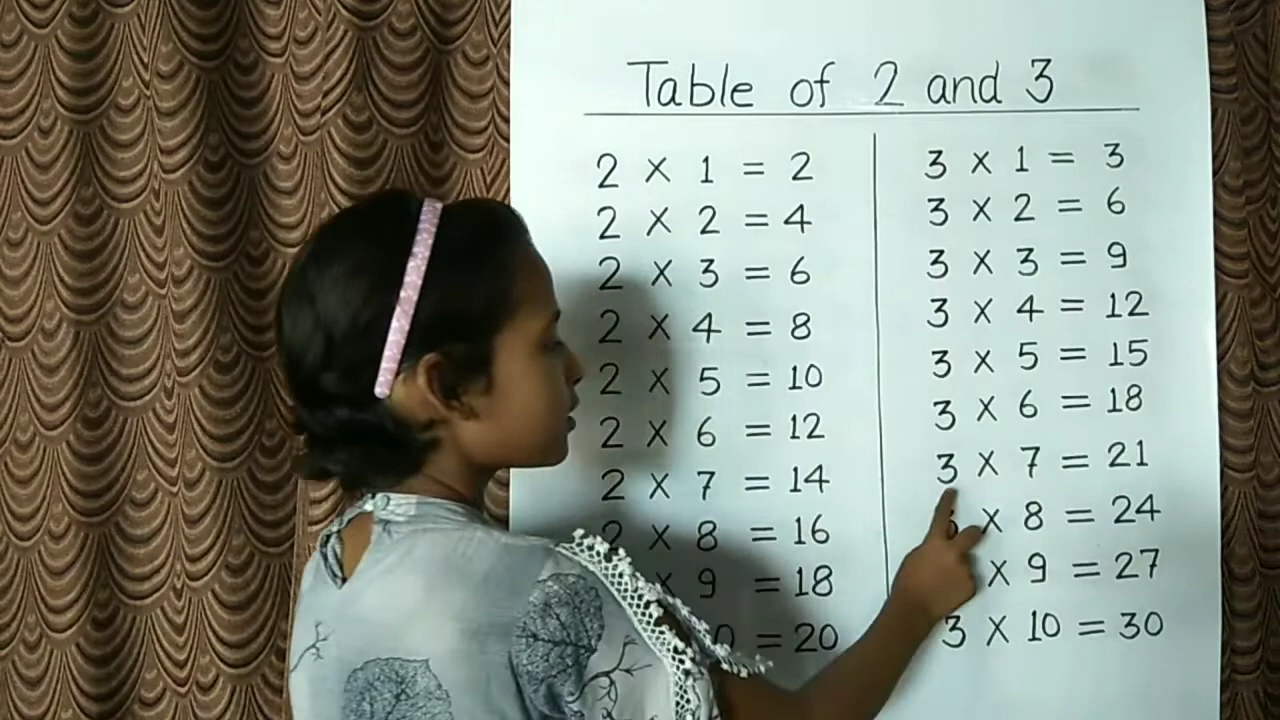 Table of 2 and 3
2 X 1 = 2
2 X 2 = 4
2 X 3 = 6
2 X 4 = 8
2 X 5 = 10
2 X 6 = 12
2 X 7 = 14
2 X 8 = 16
X 9 = 18
0 = 20
3 X 1 = 3
3 X 2 = 6
3 X 3 = 9
3 X 4 = 12
3 X 5 = 15
3 X 6 = 18
3 X 7 = 21
X 8 = 24
X 9 = 27
3 X 10 = 30